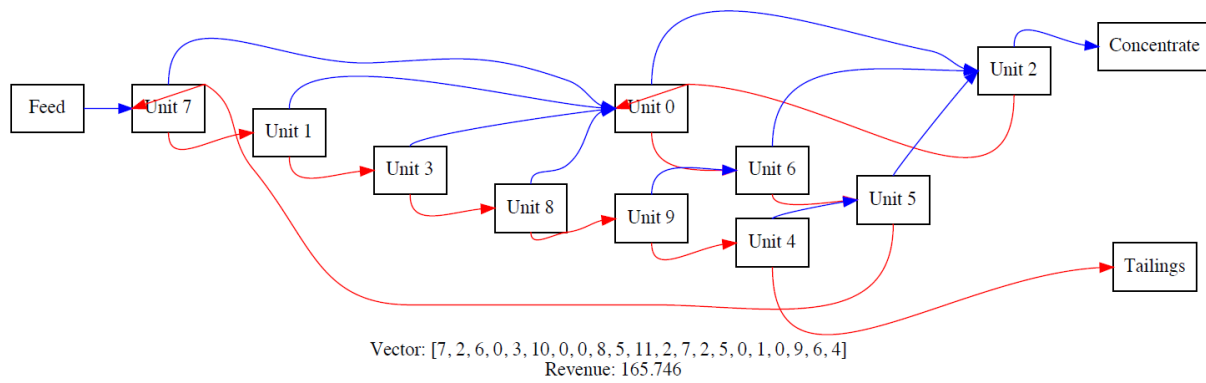 Feed
Unit 7
Unit 1
Unit 3
Unit 8
Unit 0
Unit 9
Unit 6
Unit 4
Unit 5
Unit 2
Concentrate
Tailings
Vector: [7, 2, 6, 0, 3, 10, 0, 0, 8, 5, 11, 2, 7, 2, 5, 0, 1, 0, 9, 6, 4]
Revenue: 165.746